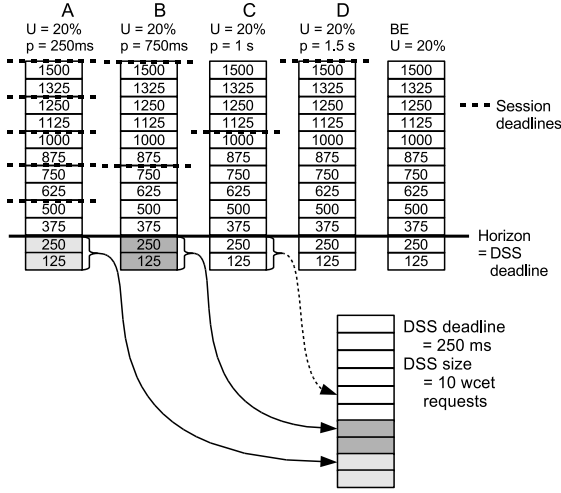 A B C D
U = 20% U = 20% U = 20% U = 20% BE
p = 250ms p = 750ms p = 1 s p = 1.5 s U = 20%
1500 1500 1500 1500 1500
1325 1325 1325 1325 1325
1250 1250 1250 1250 1250
1125 1125 1125 1125 1125
1000 1000 1000 1000 1000
875 875 875 875 875
750 750 750 750 750
625 625 625 625 625
500 500 500 500 500
375 375 375 375 375
250 250 250 250 250
125 125 125 125 125
Session
deadlines
Horizon
= DSS
deadline
DSS deadline
= 250 ms
DSS size
= 10 wcet
requests